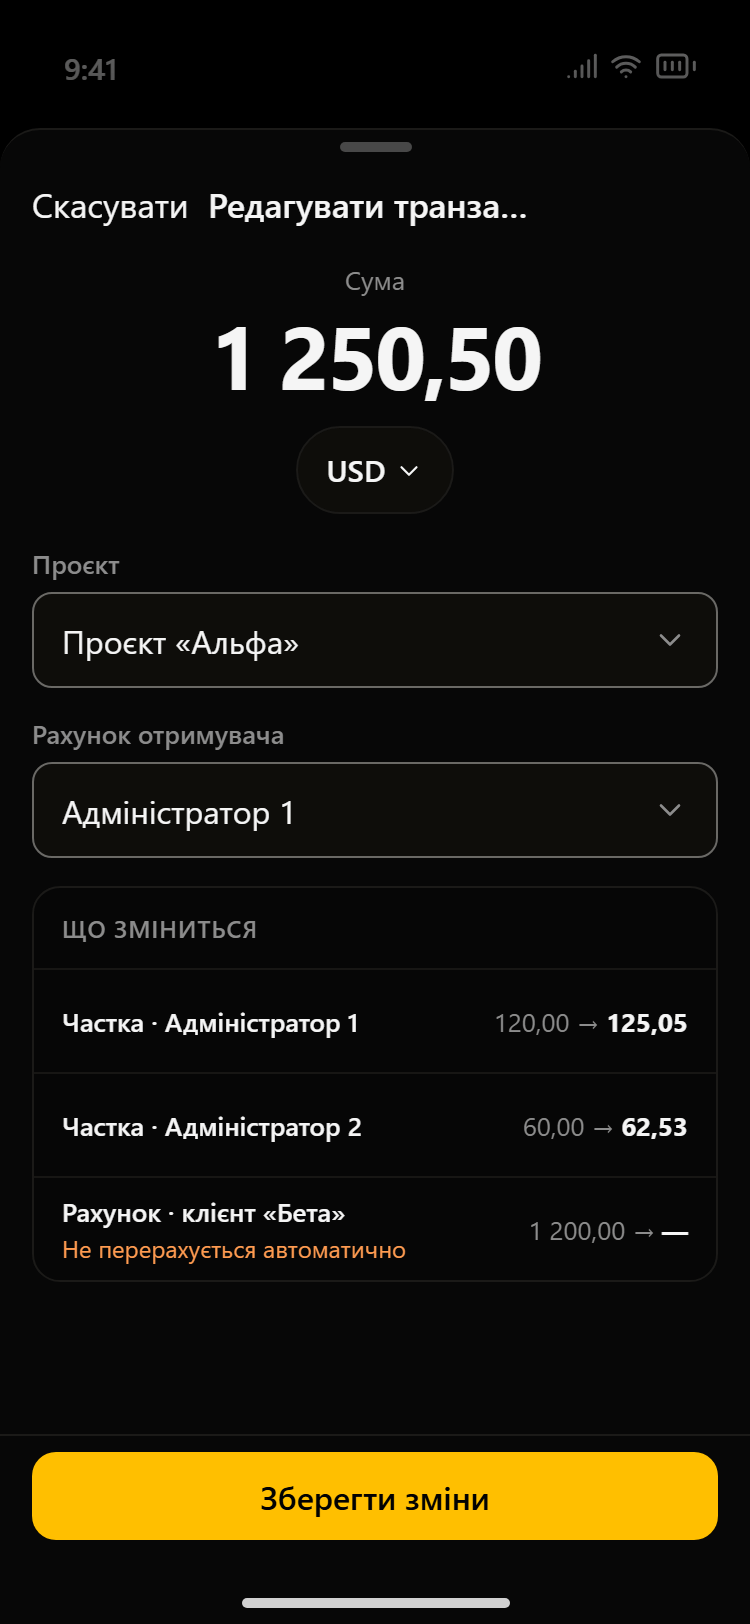 9:41
Скасувати Редагувати транза...
Сума
1 250,50
USD
Проєкт
Проєкт «Альфа»
Рахунок отримувача
Адміністратор 1
ЩО ЗМІНИТЬСЯ
Частка · Адміністратор 1 120,00 → 125,05
Частка · Адміністратор 2 60,00 → 62,53
Рахунок · клієнт «Бета» 1 200,00 → —
Не перерахується автоматично
Зберегти зміни